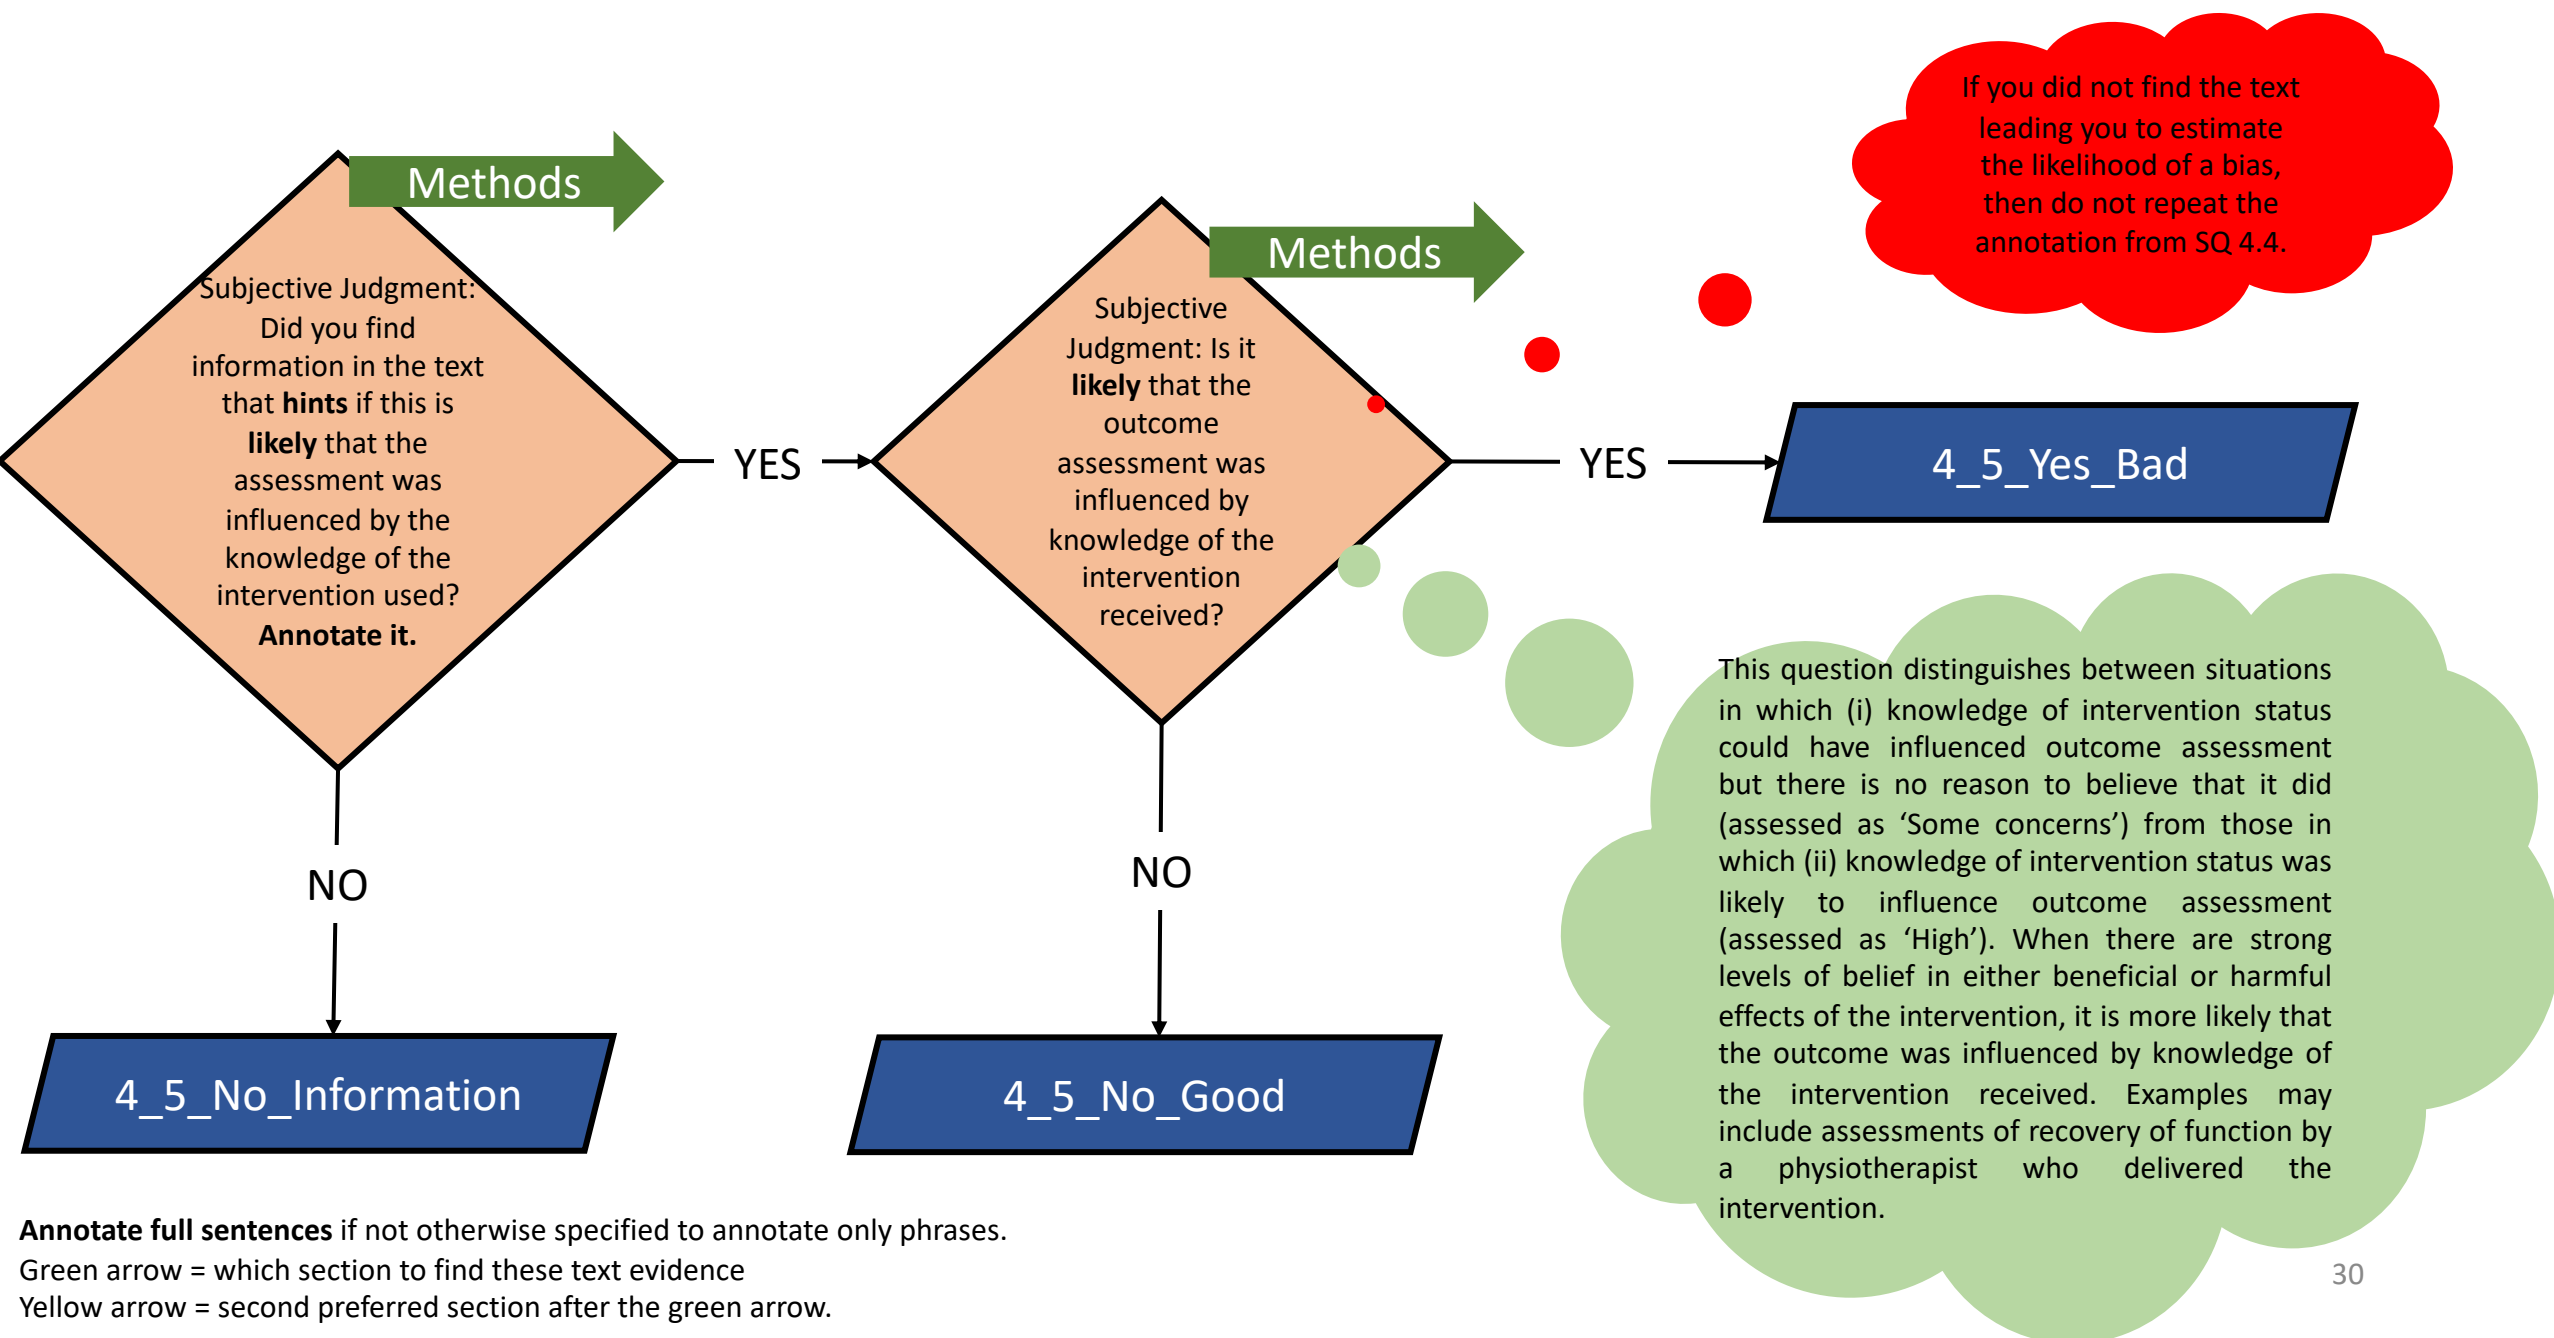 Methods
Subjective Judgment:
Did you find
information in the text
that hints if this is
likely that the
assessment was
influenced by the
knowledge of the
intervention used?
Annotate it.
YES
NO
4_5_No_Information
Methods
Subjective
Judgment: Is it
likely that the
outcome
assessment was
influenced by
knowledge of the
intervention
received?
YES
NO
4_5_No_Good
4_5_Yes_Bad
If you did not find the text
leading you to estimate
the likelihood of a bias,
then do not repeat the
annotation from SQ 4.4.
This question distinguishes between situations
in which (i) knowledge of intervention status
could have influenced outcome assessment
but there is no reason to believe that it did
(assessed as ‘Some concerns’) from those in
which (ii) knowledge of intervention status was
likely to influence outcome assessment
(assessed as ‘High’). When there are strong
levels of belief in either beneficial or harmful
effects of the intervention, it is more likely that
the outcome was influenced by knowledge of
the intervention received. Examples may
include assessments of recovery of function by
a physiotherapist who delivered the
intervention.
Annotate full sentences if not otherwise specified to annotate only phrases.
Green arrow = which section to find these text evidence
Yellow arrow = second preferred section after the green arrow.
30